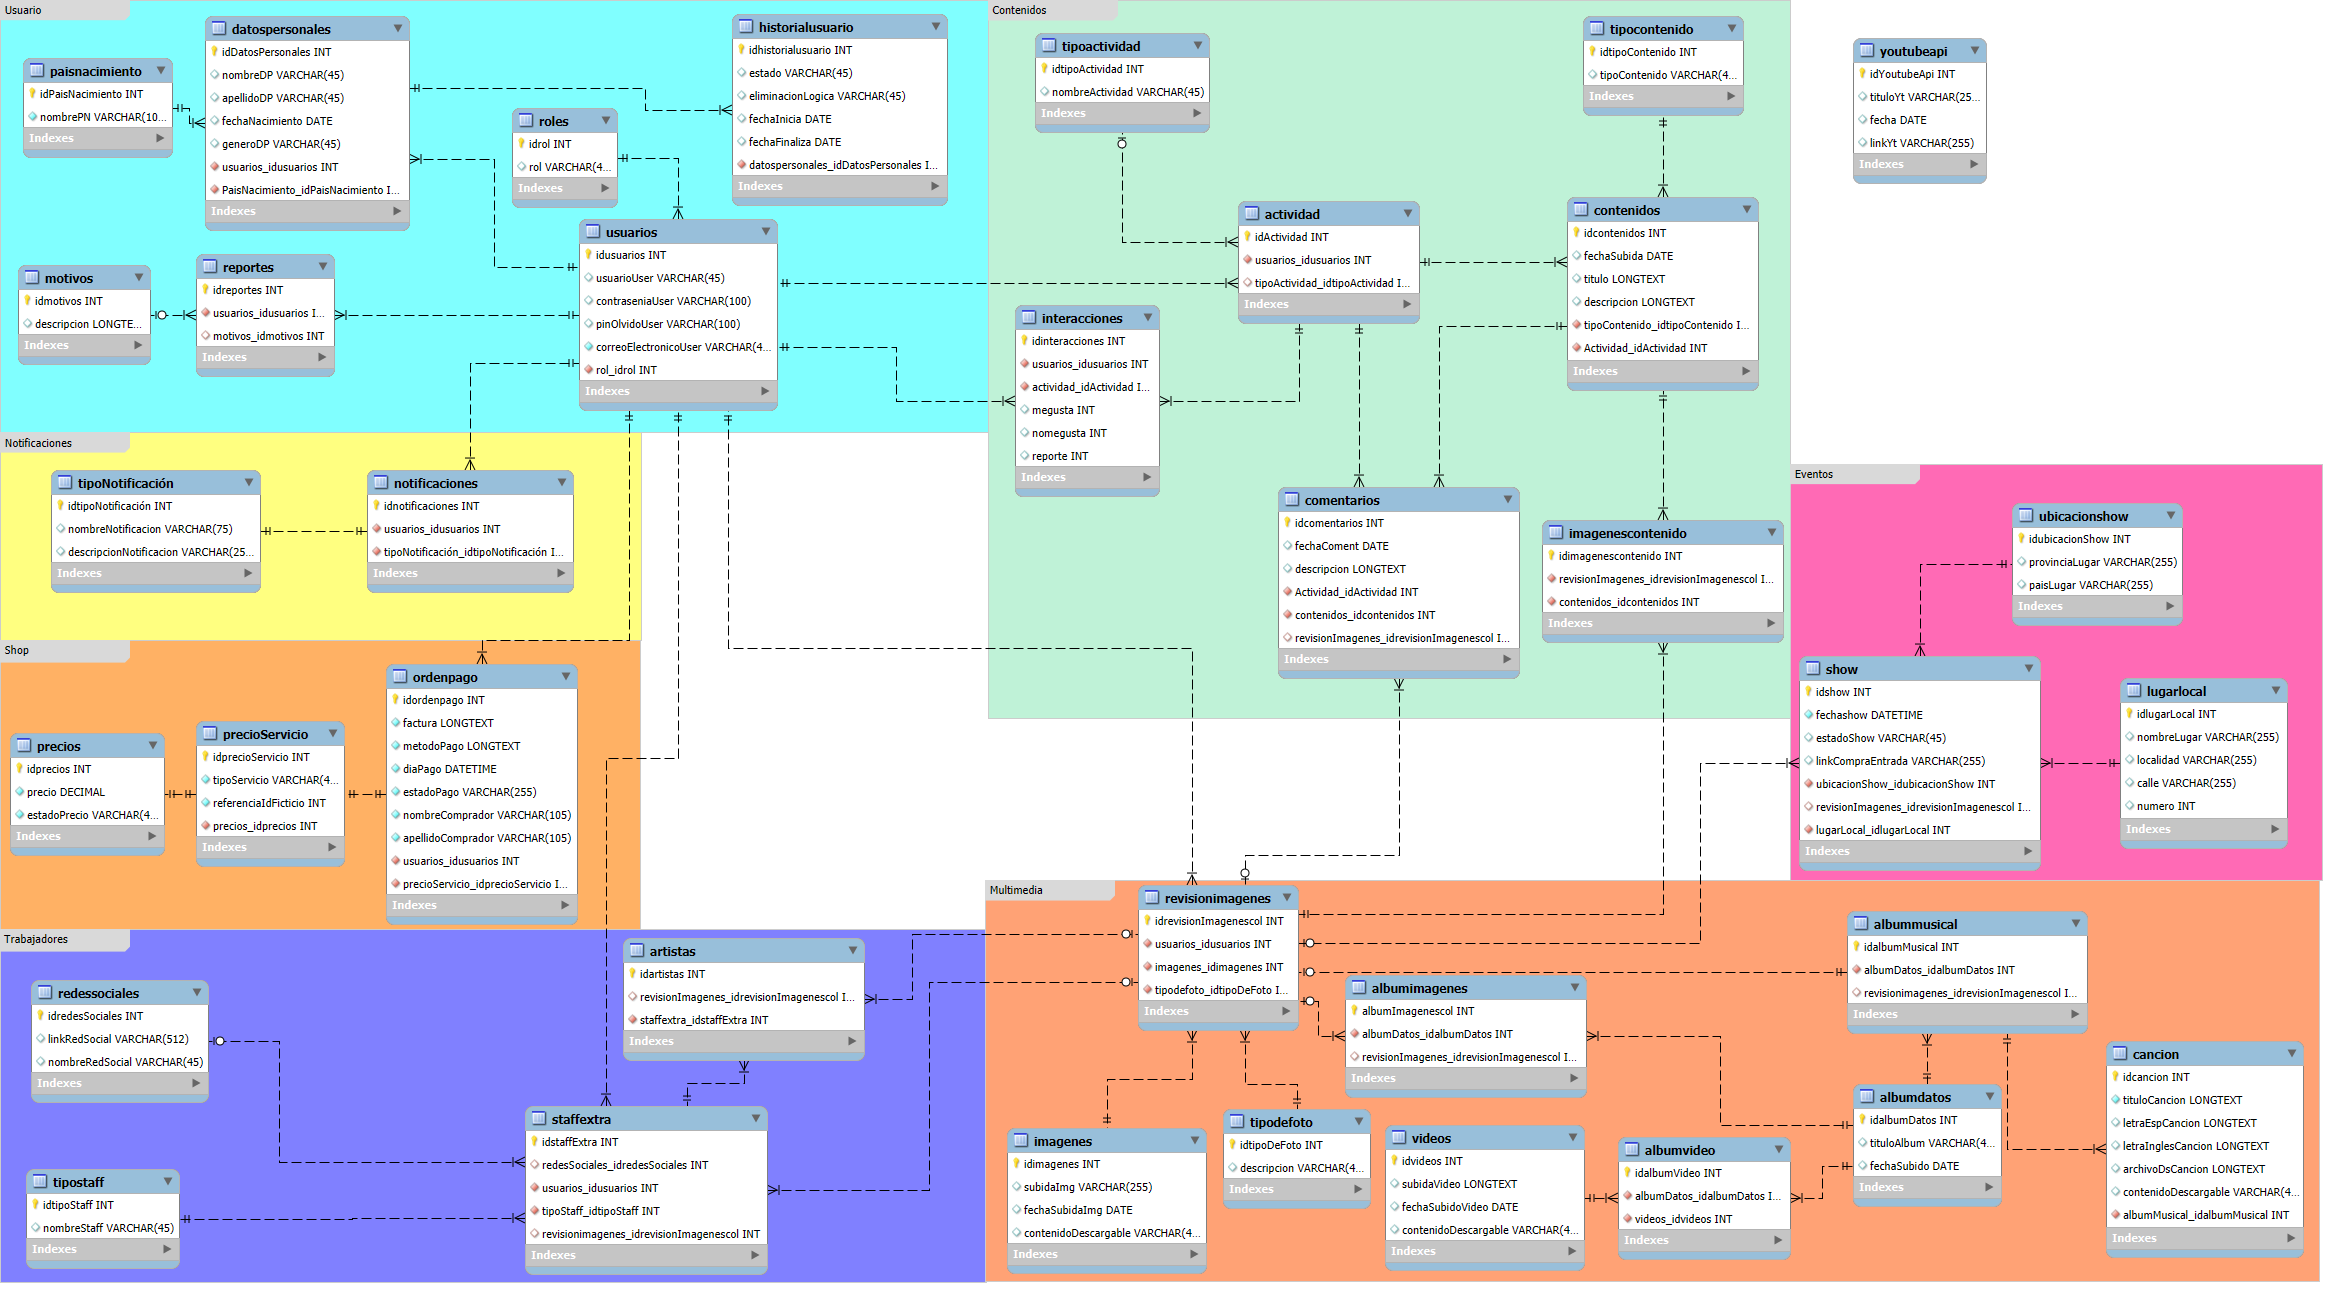 Usuario
datospersonales
idDatosPersonales INT
nombreDP VARCHAR(45)
apellidoDP VARCHAR(45)
fechaNacimiento DATE
generoDP VARCHAR(45)
usuarios_idusuarios INT
PaisNacimiento_idPaisNacimiento I...
Indexes
paisnacimiento
idPaisNacimiento INT
nombrePN VARCHAR(10...
Indexes
historialusuario
idhistorialusuario INT
estado VARCHAR(45)
eliminacionLogica VARCHAR(45)
fechaInicia DATE
fechaFinaliza DATE
datospersonales_idDatosPersonales I...
Indexes
roles
idrol INT
rol VARCHAR(4...
Indexes
usuarios
idusuarios INT
usuarioUser VARCHAR(45)
contraseniaUser VARCHAR(100)
pinOlvidoUser VARCHAR(100)
correoElectronicoUser VARCHAR(4...
rol_idrol INT
Indexes
motivos
idmotivos INT
descripcion LONGTE...
Indexes
reportes
idreportes INT
usuarios_idusuarios I...
motivos_idmotivos INT
Indexes
Contenidos
tipoactividad
idtipoActividad INT
nombreActividad VARCHAR(45)
Indexes
tipocontenido
idtipoContenido INT
tipoContenido VARCHAR(4...
Indexes
actividad
idActividad INT
usuarios_idusuarios INT
tipoActividad_idtipoActividad I...
Indexes
contenidos
idcontenidos INT
fechaSubida DATE
titulo LONGTEXT
descripcion LONGTEXT
tipoContenido_idtipoContenido I...
Actividad_idActividad INT
Indexes
interacciones
idinteracciones INT
usuarios_idusuarios INT
actividad_idActividad I...
megusta INT
nomegusta INT
reporte INT
Indexes
comentarios
idcomentarios INT
fechaComent DATE
descripcion LONGTEXT
Actividad_idActividad INT
contenidos_idcontenidos INT
revisionImagenes_idrevisionImagenescol I...
Indexes
imagenescontenido
idimagenescontenido INT
revisionImagenes_idrevisionImagenescol I...
contenidos_idcontenidos INT
Indexes
youtubeapi
idYoutubeApi INT
tituloYt VARCHAR(25...
fecha DATE
linkYt VARCHAR(255)
Indexes
Notificaciones
tipoNotificación
idtipoNotificación INT
nombreNotificacion VARCHAR(75)
descripcionNotificacion VARCHAR(25...
Indexes
notificaciones
idnotificaciones INT
usuarios_idusuarios INT
tipoNotificación_idtipoNotificación I...
Indexes
Eventos
ubicacionshow
idubicacionShow INT
provinciaLugar VARCHAR(255)
paisLugar VARCHAR(255)
Indexes
show
idshow INT
fechashow DATETIME
estadoShow VARCHAR(45)
linkCompraEntrada VARCHAR(255)
ubicacionShow_idubicacionShow INT
revisionImagenes_idrevisionImagenescol I...
lugarLocal_idlugarLocal INT
Indexes
lugarlocal
idlugarLocal INT
nombreLugar VARCHAR(255)
localidad VARCHAR(255)
calle VARCHAR(255)
numero INT
Indexes
Shop
precios
idprecios INT
precio DECIMAL
estadoPrecio VARCHAR(4...
Indexes
precioServicio
idprecioServicio INT
tipoServicio VARCHAR(4...
referenciaIdFicticio INT
precios_idprecios INT
Indexes
ordenpago
idordenpago INT
factura LONGTEXT
metodoPago LONGTEXT
diaPago DATETIME
estadoPago VARCHAR(255)
nombreComprador VARCHAR(105)
apellidoComprador VARCHAR(105)
usuarios_idusuarios INT
precioServicio_idprecioServicio I...
Indexes
Trabajadores
redessociales
idredesSociales INT
linkRedSocial VARCHAR(512)
nombreRedSocial VARCHAR(45)
Indexes
tipostaff
idtipoStaff INT
nombreStaff VARCHAR(45)
Indexes
artistas
idartistas INT
revisionImagenes_idrevisionImagenescol I...
staffextra_idstaffExtra INT
Indexes
staffextra
idstaffExtra INT
redesSociales_idredesSociales INT
usuarios_idusuarios INT
tipoStaff_idtipoStaff INT
revisionimagenes_idrevisionImagenescol INT
Indexes
Multimedia
revisionimagenes
idrevisionImagenescol INT
usuarios_idusuarios INT
imagenes_idimagenes INT
tipodefoto_idtipoDeFoto I...
Indexes
albumimagenes
albumImagenescol INT
albumDatos_idalbumDatos INT
revisionImagenes_idrevisionImagenescol I...
Indexes
albummusical
idalbumMusical INT
albumDatos_idalbumDatos INT
revisionimagenes_idrevisionImagenescol I...
Indexes
imagenes
idimagenes INT
subidaImg VARCHAR(255)
fechaSubidaImg DATE
contenidoDescargable VARCHAR(4...
Indexes
tipodefoto
idtipoDeFoto INT
descripcion VARCHAR(4...
Indexes
videos
idvideos INT
subidaVideo LONGTEXT
fechaSubidoVideo DATE
contenidoDescargable VARCHAR(4...
Indexes
albumvideo
idalbumVideo INT
albumDatos_idalbumDatos I...
videos_idvideos INT
Indexes
albumdatos
idalbumDatos INT
tituloAlbum VARCHAR(4...
fechaSubido DATE
Indexes
cancion
idcancion INT
tituloCancion LONGTEXT
letraEspCancion LONGTEXT
letraInglesCancion LONGTEXT
archivoDsCancion LONGTEXT
contenidoDescargable VARCHAR(4...
albumMusical_idalbumMusical INT
Indexes